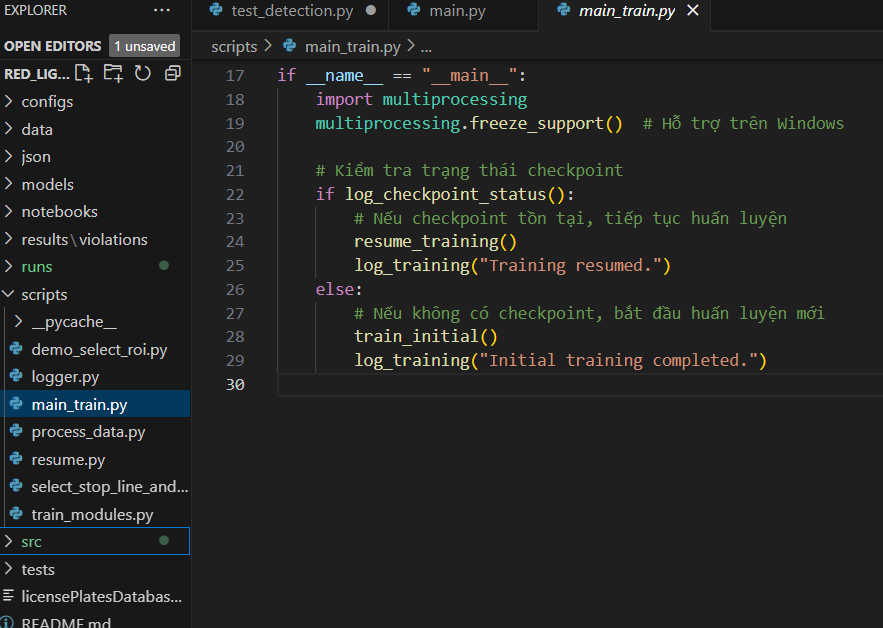 EXPLORER
OPEN EDITORS 1 unsaved
RED_LIG...
configs
data
json
models
notebooks
results\violations
runs
scripts
__pycache__
demo_select_roi.py
logger.py
main_train.py
process_data.py
resume.py
select_stop_line_and...
train_modules.py
src
tests
licensePlatesDatabas...
README.md
test_detection.py
main.py
main_train.py
scripts > main_train.py > ...
17 if __name__ == "__main__":
18 import multiprocessing
19 multiprocessing.freeze_support() # Hỗ trợ trên Windows
20
21 # Kiểm tra trạng thái checkpoint
22 if log_checkpoint_status():
23 # Nếu checkpoint tồn tại, tiếp tục huấn luyện
24 resume_training()
25 log_training("Training resumed.")
26 else:
27 # Nếu không có checkpoint, bắt đầu huấn luyện mới
28 train_initial()
29 log_training("Initial training completed.")
30